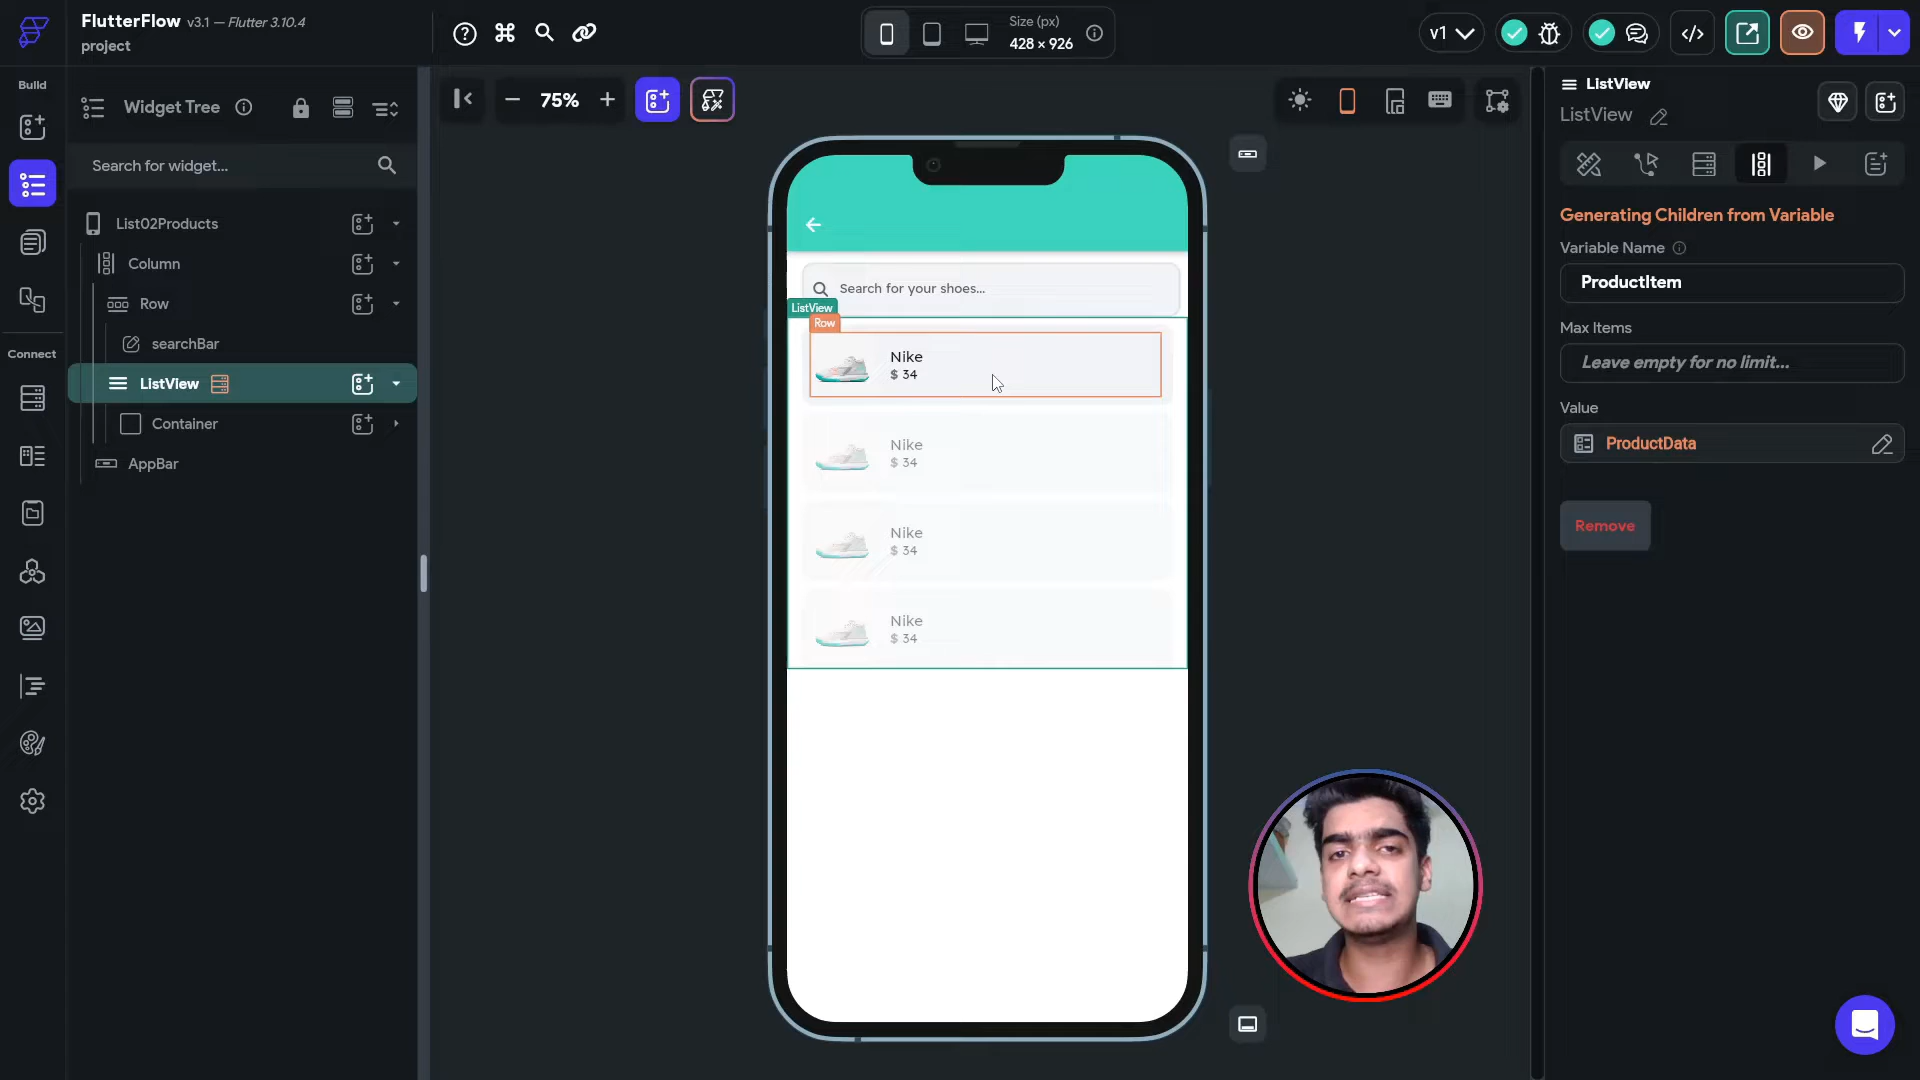 FlutterFlow v3.1 — Flutter 3.10.4
project
Size (px)
428 × 926
v1
Build
Widget Tree
75%
Search for widget...
List02Products
Column
Row
searchBar
ListView
Container
AppBar
Connect
Search for your shoes...
ListView
Row
Nike
$ 34
Nike
$ 34
Nike
$ 34
Nike
$ 34
ListView
ListView
Generating Children from Variable
Variable Name
ProductItem
Max Items
Leave empty for no limit...
Value
ProductData
Remove